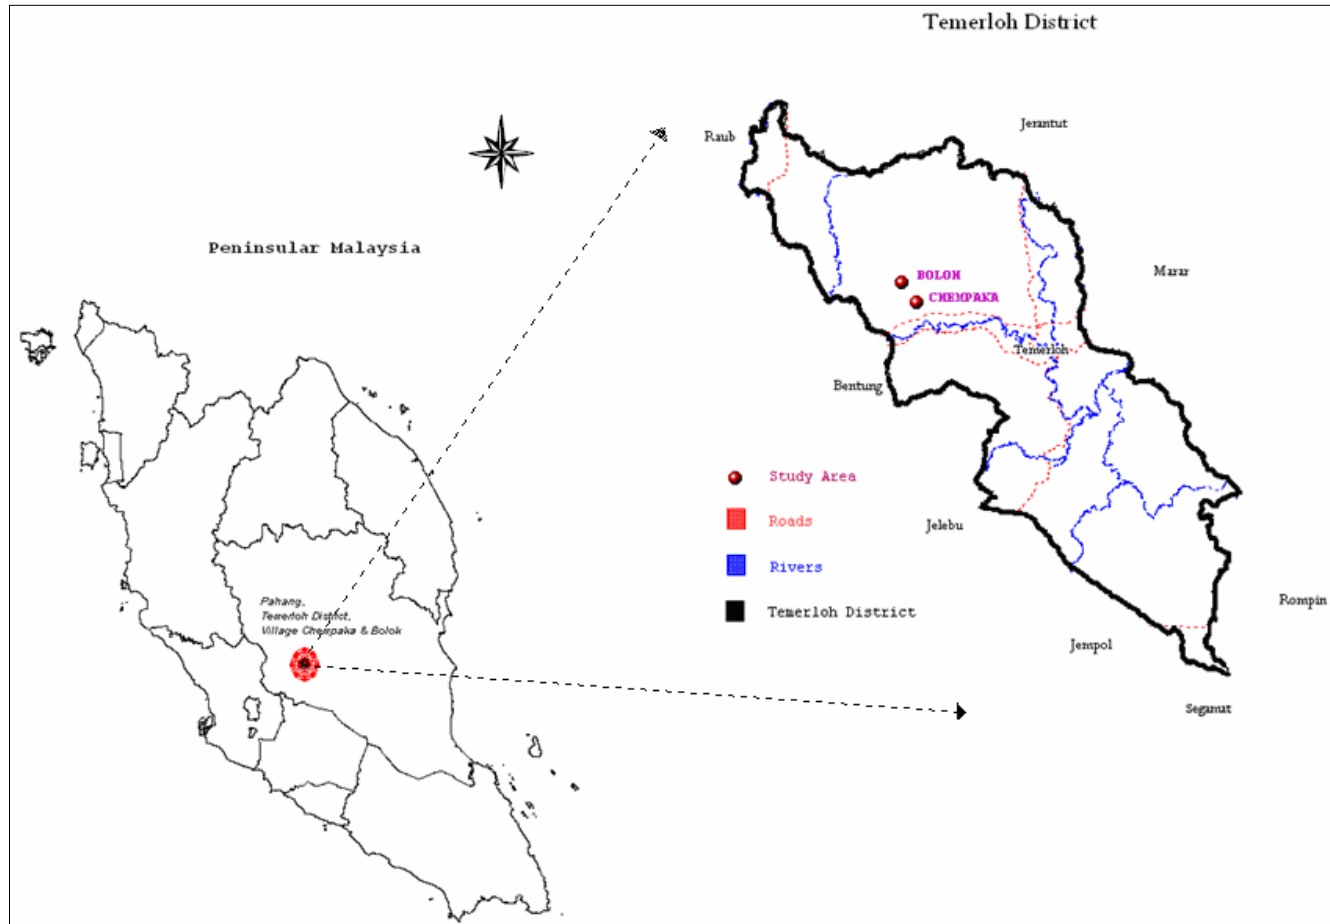 Temerloh District
Jerantut
Raub
Peninsular Malaysia
Marar
BOLOH
CHEMPAKA
Temerloh
Bentung
Study Area
Roads
Jelebu
Rivers
Pahang,
Temerloh District,
Village Chempaka & Bolok
Temerloh District
Rompin
Jempol
Segamat